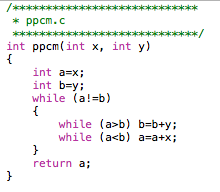 /****************************
 * ppcm.c
 ****************************/
int ppcm(int x, int y)
{
    int a=x;
    int b=y;
    while (a!=b)
    {
        while (a>b) b=b+y;
        while (a<b) a=a+x;
    }
    return a;
}